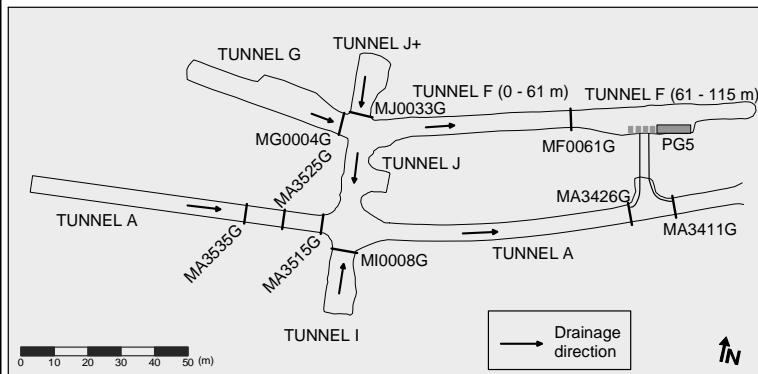 TUNNEL J+
TUNNEL G
TUNNEL F (0 - 61 m)
TUNNEL F (61 - 115 m)
MJ0033G
MG0004G
MF0061G
PG5
TUNNEL J
MA3525G
MA3426G
TUNNEL A
MA3535G
MA3515G
MA3411G
TUNNEL A
MI0008G
TUNNEL I
Drainage
direction
0 10 20 30 40 50 (m)
N